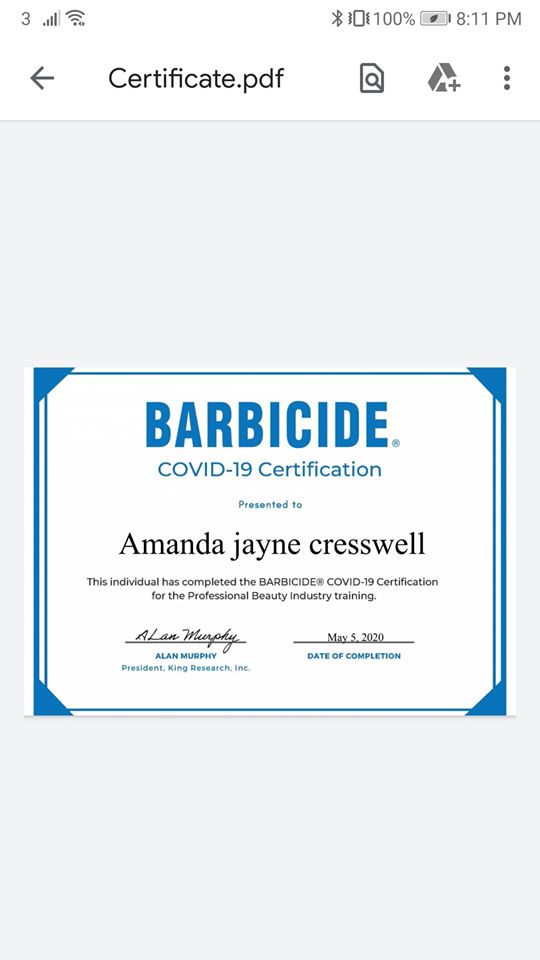 3 100% 8:11 PM
Certificate.pdf
BARBICIDE®
COVID-19 Certification
Presented to
Amanda jayne cresswell
This individual has completed the BARBICIDE® COVID-19 Certification
for the Professional Beauty Industry training.
ALan Murphy May 5, 2020
ALAN MURPHY DATE OF COMPLETION
President, King Research, Inc.